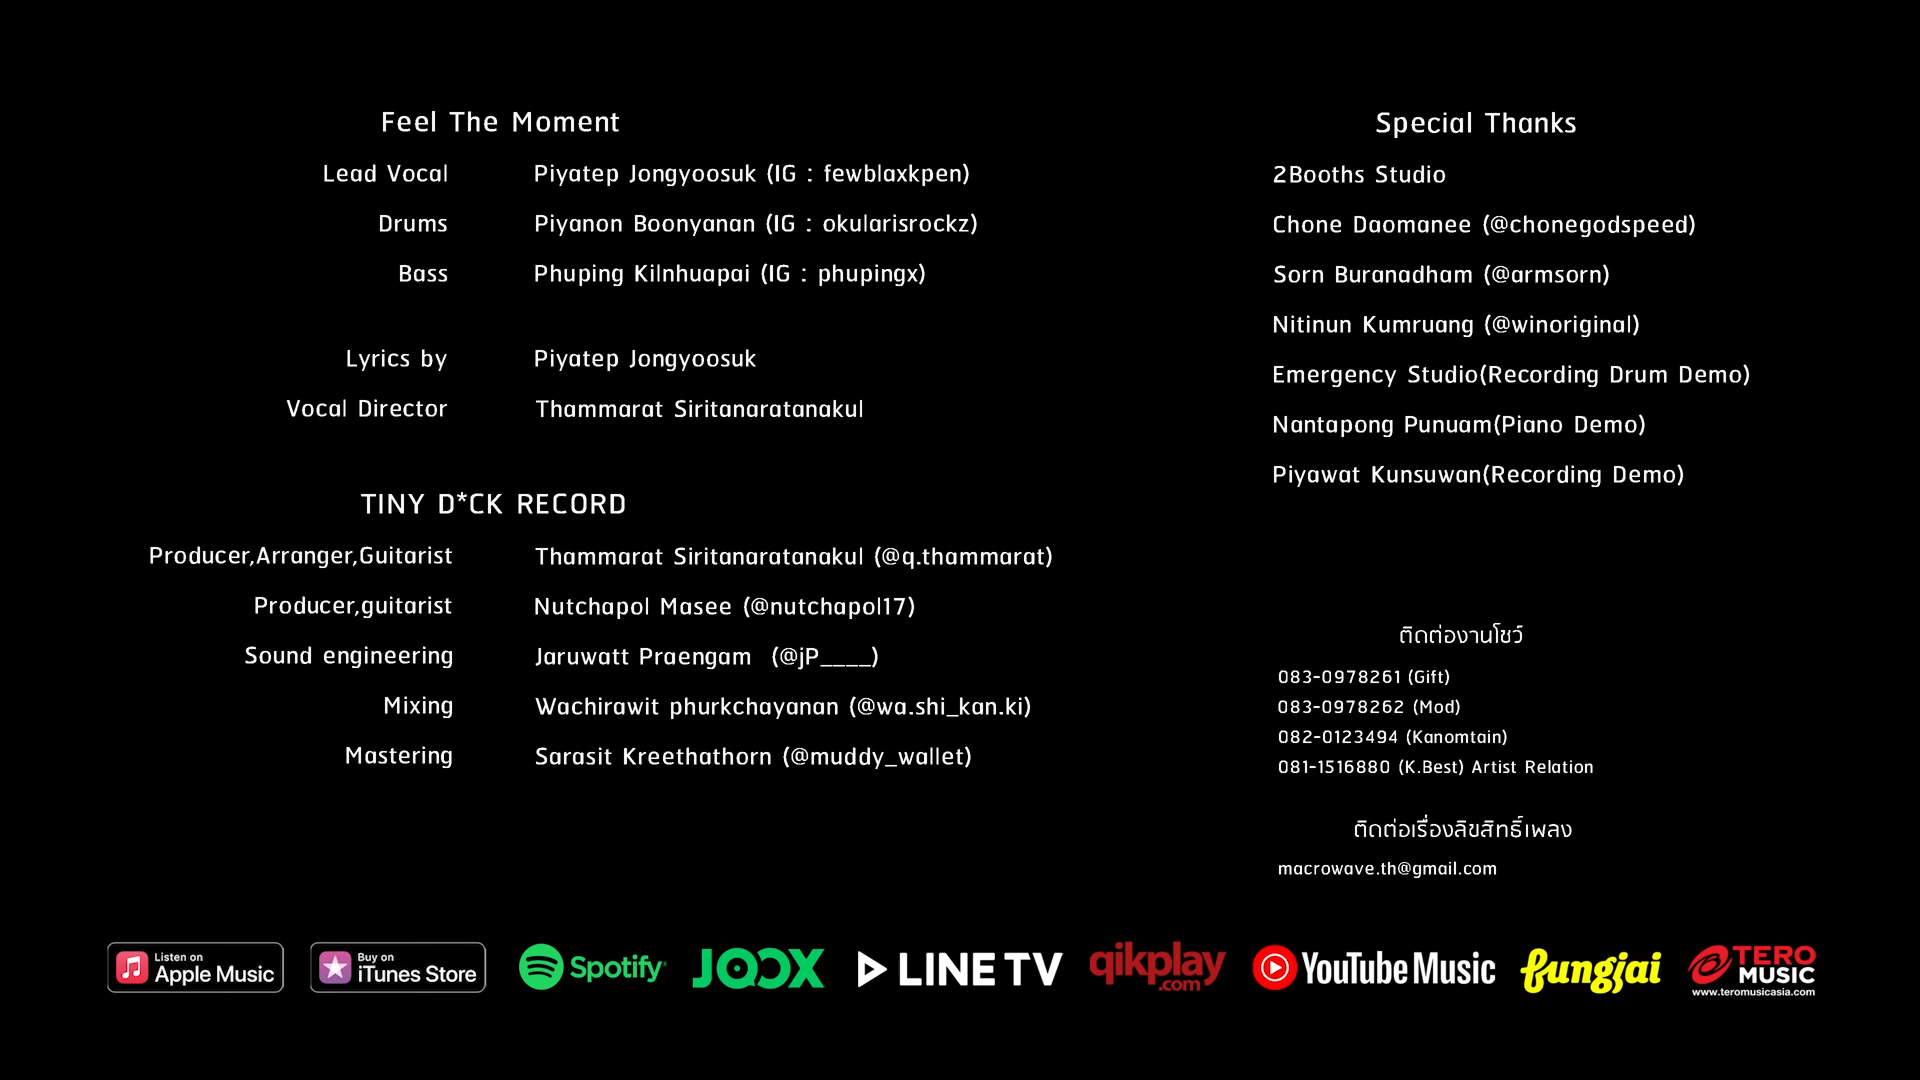 Feel The Moment
Lead Vocal Piyatep Jongyoosuk (IG : fewblaxkpen)
Drums Piyanon Boonyanan (IG : okularisrockz)
Bass Phuping Kilnhuapai (IG : phupingx)
Lyrics by Piyatep Jongyoosuk
Vocal Director Thammarat Siritanaratanakul
TINY D*CK RECORD
Producer,Arranger,Guitarist Thammarat Siritanaratanakul (@q.thammarat)
Producer,guitarist Nutchapol Masee (@nutchapol17)
Sound engineering Jaruwatt Praengam (@jP____)
Mixing Wachirawit phurkchayanan (@wa.shi_kan.ki)
Mastering Sarasit Kreethathorn (@muddy_wallet)
Special Thanks
2Booths Studio
Chone Daomanee (@chonegodspeed)
Sorn Buranadham (@armsorn)
Nitinun Kumruang (@winoriginal)
Emergency Studio(Recording Drum Demo)
Nantapong Punuam(Piano Demo)
Piyawat Kunsuwan(Recording Demo)
ติดต่องานโชว์
083-0978261 (Gift)
083-0978262 (Mod)
082-0123494 (Kanomtain)
081-1516880 (K.Best) Artist Relation
ติดต่อเรื่องลิขสิทธิ์เพลง
macrowave.th@gmail.com
Listen on
Apple Music
Buy on
iTunes Store
Spotify
JOOX
LINE TV
qikplay
.com
YouTube Music
fungjai
TERO
MUSIC
www.teromusicasia.com